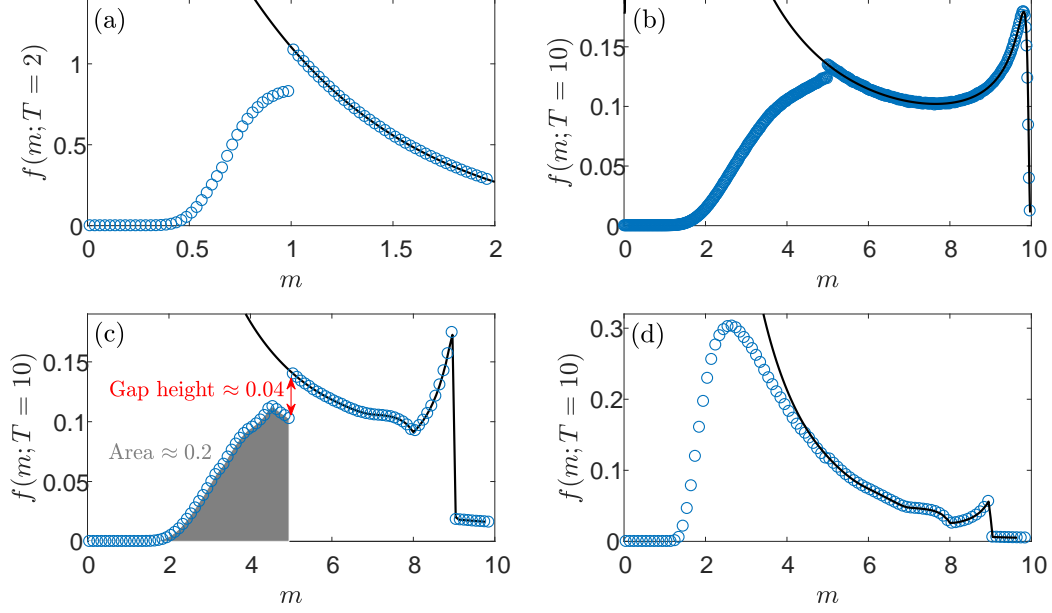 (a)
f(m; T = 2)
1
0.5
0
0 0.5 1 1.5 2
m
(b)
f(m; T = 10)
0.15
0.1
0.05
0
0 2 4 6 8 10
m
(c)
f(m; T = 10)
0.15
0.1
0.05
0
Gap height ≈ 0.04
Area ≈ 0.2
0 2 4 6 8 10
m
(d)
f(m; T = 10)
0.3
0.2
0.1
0
0 2 4 6 8 10
m